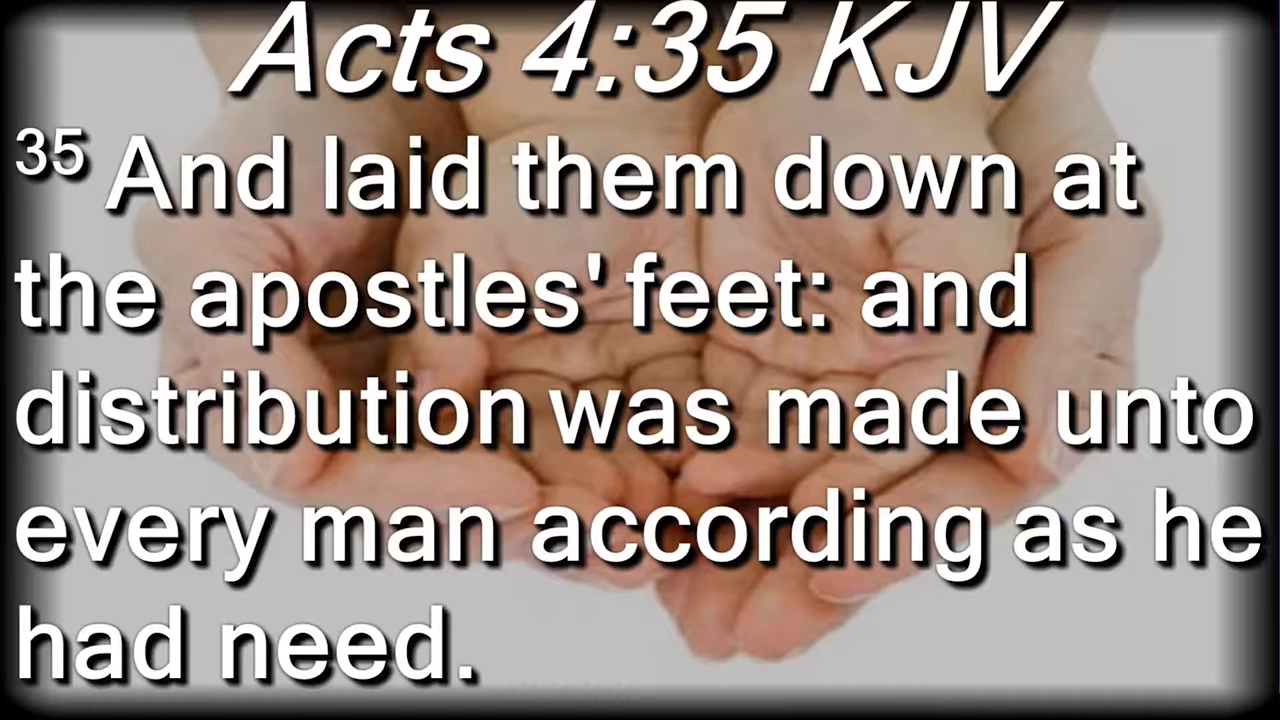 Acts 4:35 KJV
35 And laid them down at
the apostles' feet: and
distribution was made unto
every man according as he
had need.